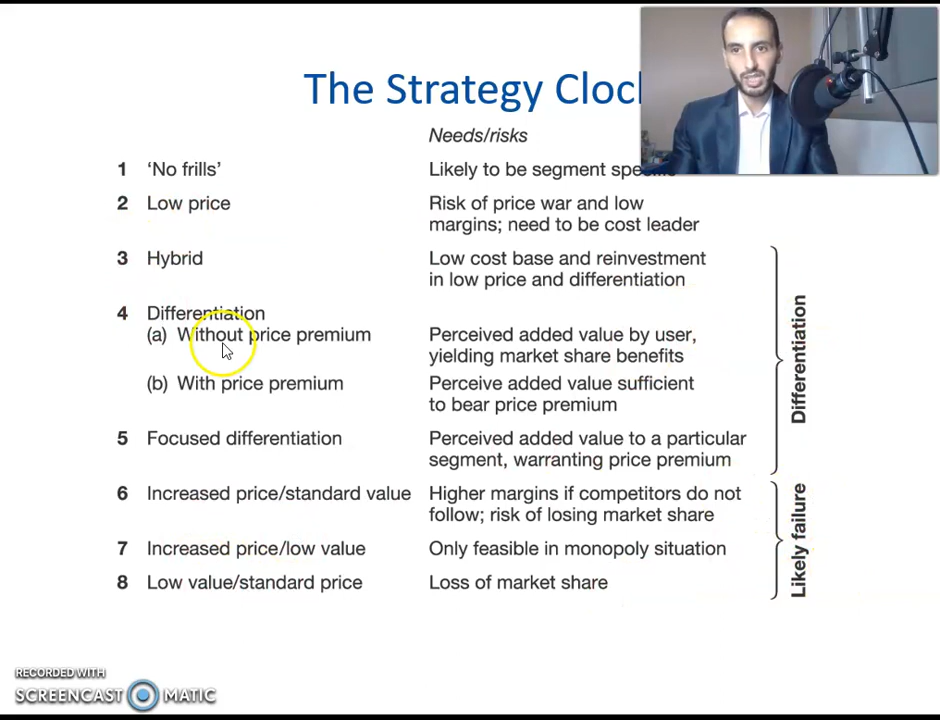 The Strategy Cloc
Needs/risks
1 'No frills' Likely to be segment
2 Low price Risk of price war and low
margins; need to be cost leader
3 Hybrid Low cost base and reinvestment
in low price and differentiation
4 Differentiation
(a) Without price premium Perceived added value by user,
yielding market share benefits
(b) With price premium Perceive added value sufficient
to bear price premium
5 Focused differentiation Perceived added value to a particular
segment, warranting price premium
Differentiation
6 Increased price/standard value Higher margins if competitors do not
follow; risk of losing market share
7 Increased price/low value Only feasible in monopoly situation
8 Low value/standard price Loss of market share
Likely failure
RECORDED WITH
SCREENCAST MATIC